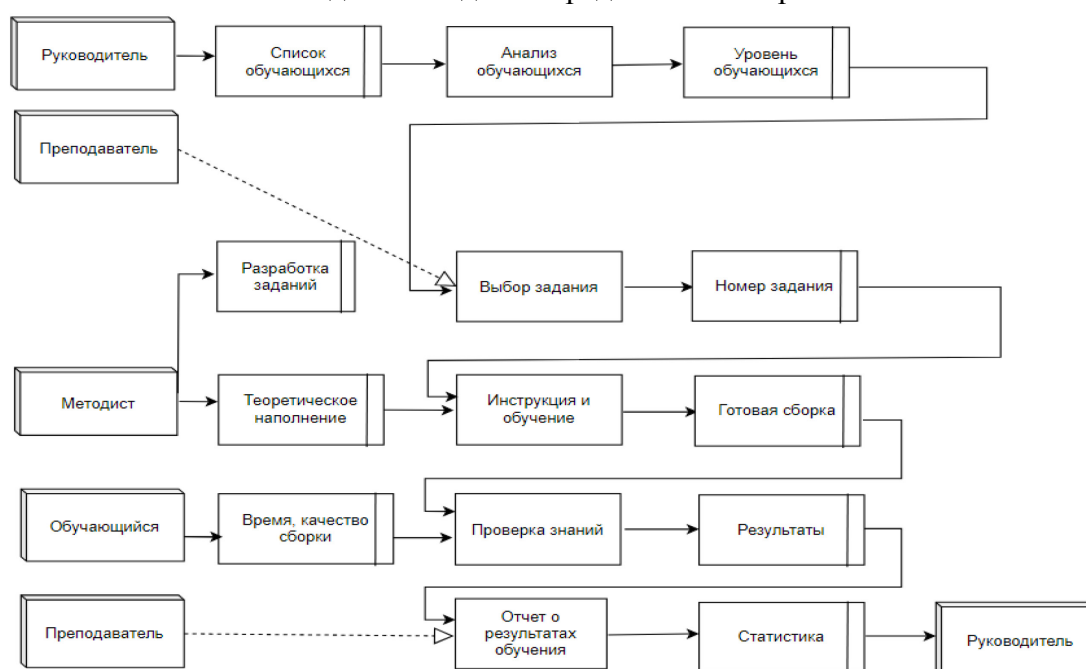 Руководитель
Список
обучающихся
Анализ
обучающихся
Уровень
обучающихся
Преподаватель
Разработка
заданий
Выбор задания
Номер задания
Методист
Теоретическое
наполнение
Инструкция и
обучение
Готовая сборка
Обучающийся
Время, качество
сборки
Проверка знаний
Результаты
Преподаватель
Отчет о
результатах
обучения
Статистика
Руководитель